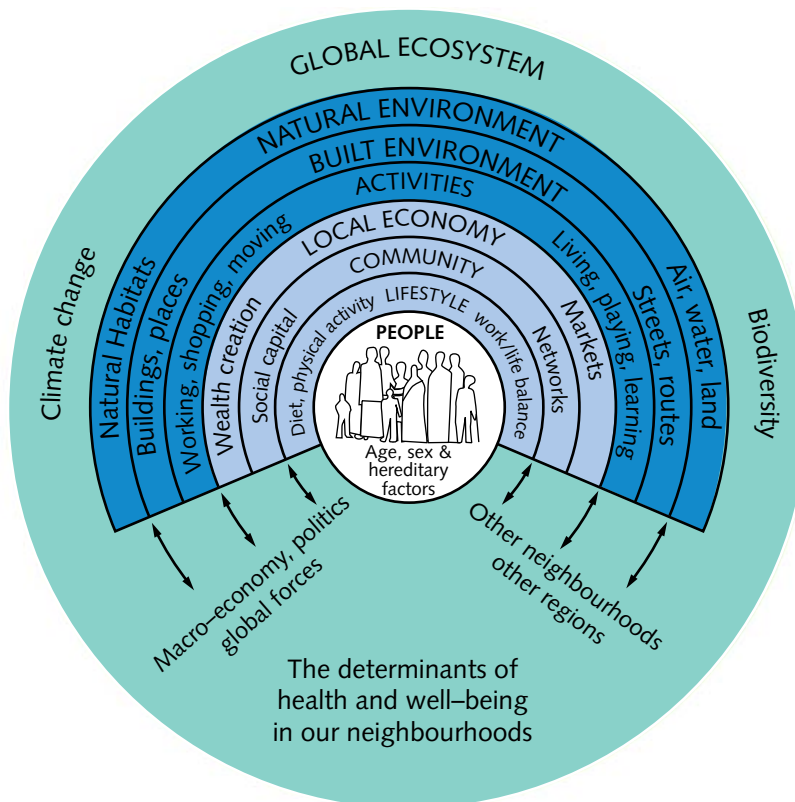 GLOBAL ECOSYSTEM
Climate change
Biodiversity
NATURAL ENVIRONMENT
Natural Habitats
Air, water, land
BUILT ENVIRONMENT
Buildings, places
Streets, routes
ACTIVITIES
Working, shopping, moving
Living, playing, learning
LOCAL ECONOMY
Wealth creation
Markets
COMMUNITY
Social capital
Networks
LIFESTYLE
Diet, physical activity
work/life balance
PEOPLE
Age, sex &
hereditary
factors
Macro–economy, politics
global forces
Other neighbourhoods
other regions
The determinants of
health and well–being
in our neighbourhoods